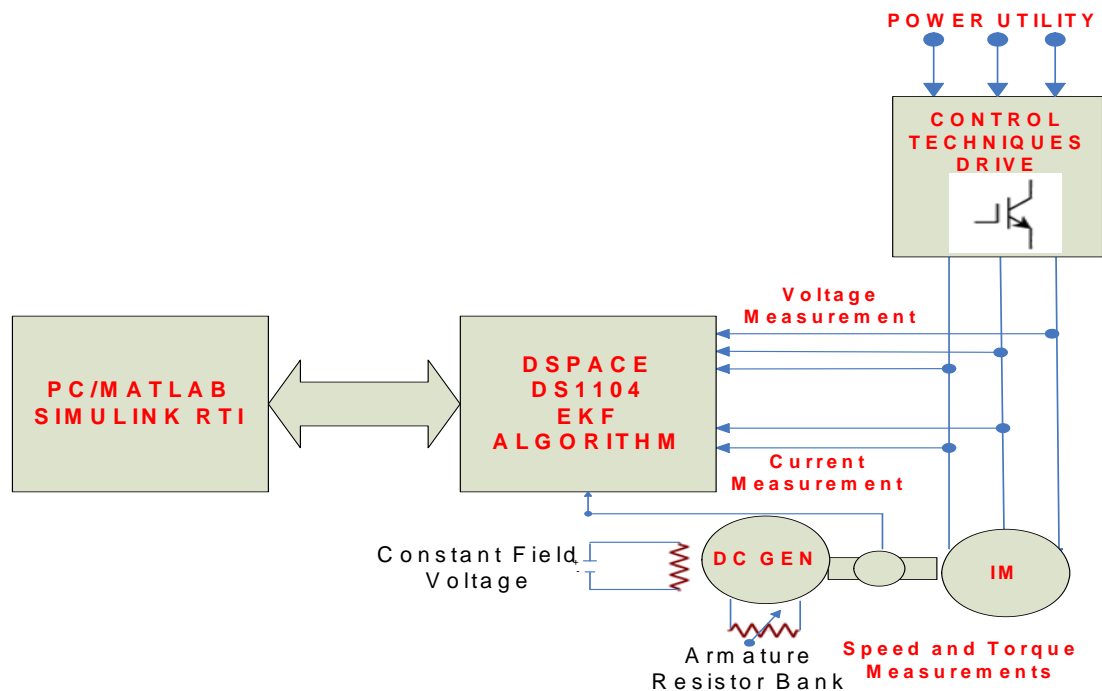 POWER UTILITY
CONTROL
TECHNIQUES
DRIVE
Voltage
Measurement
PC/MATLAB
SIMULINK RTI
DSPACE
DS1104
EKF
ALGORITHM
Current
Measurement
Constant Field
Voltage
+
DC GEN
IM
Armature
Resistor Bank
Speed and Torque
Measurements